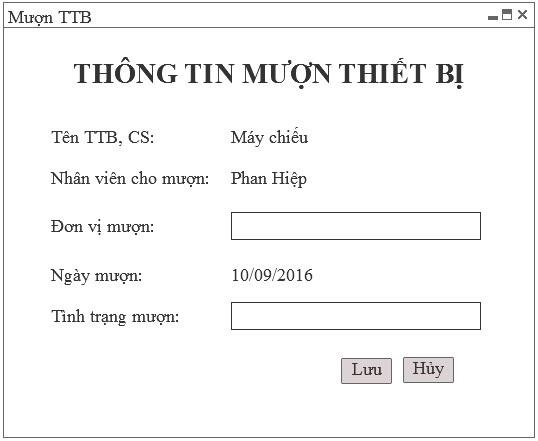 Mượn TTB
THÔNG TIN MƯỢN THIẾT BỊ
Tên TTB, CS: Máy chiếu
Nhân viên cho mượn: Phan Hiệp
Đơn vị mượn:
Ngày mượn: 10/09/2016
Tình trạng mượn:
Lưu Hủy